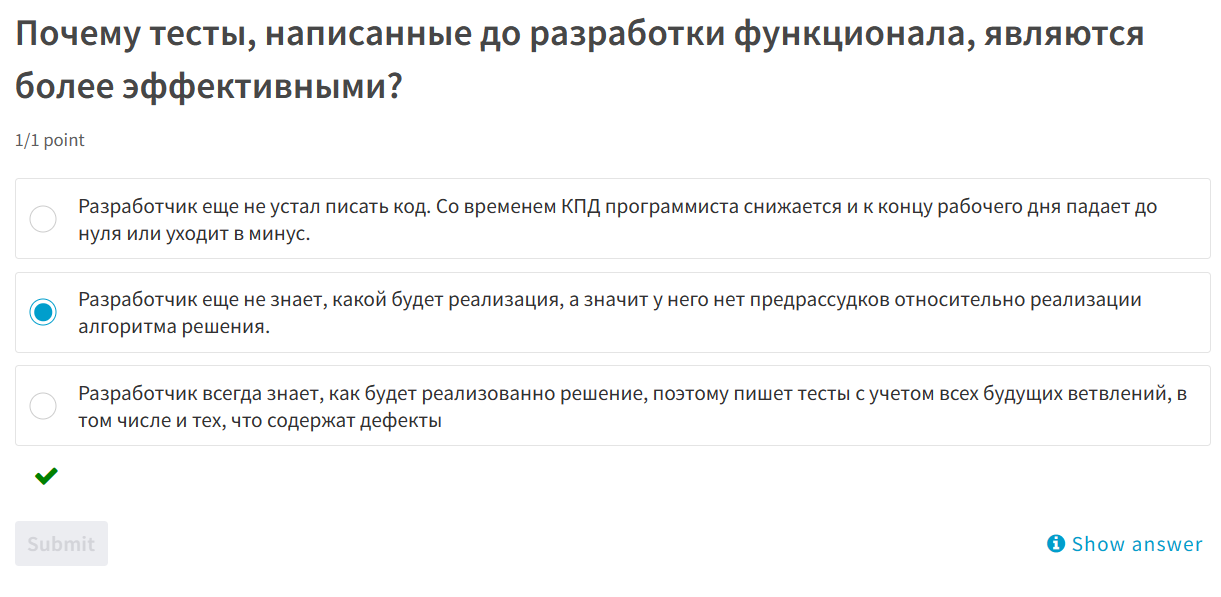 Почему тесты, написанные до разработки функционала, являются
более эффективными?
1/1 point
Разработчик еще не устал писать код. Со временем КПД программиста снижается и к концу рабочего дня падает до
нуля или уходит в минус.
Разработчик еще не знает, какой будет реализация, а значит у него нет предрассудков относительно реализации
алгоритма решения.
Разработчик всегда знает, как будет реализованно решение, поэтому пишет тесты с учетом всех будущих ветвлений, в
том числе и тех, что содержат дефекты
Submit
Show answer